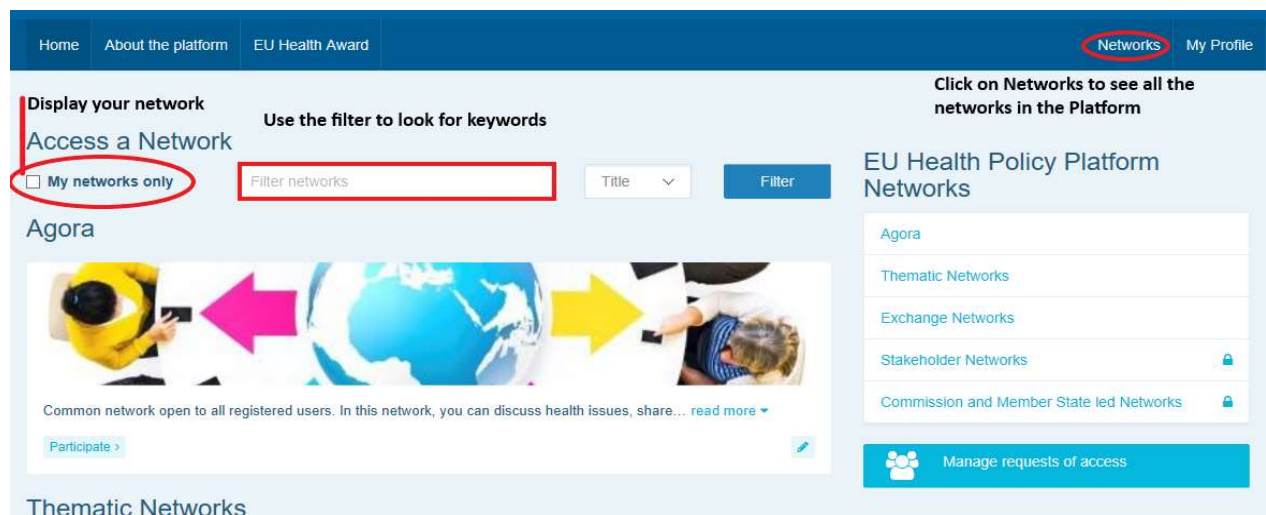 Home About the platform EU Health Award Networks My Profile
Display your network
Use the filter to look for keywords
Click on Networks to see all the
networks in the Platform
Access a Network
My networks only
Filter networks
Title
Filter
Agora
Common network open to all registered users. In this network, you can discuss health issues, share... read more
Participate >
Thematic Networks
EU Health Policy Platform
Networks
Agora
Thematic Networks
Exchange Networks
Stakeholder Networks
Commission and Member State led Networks
Manage requests of access